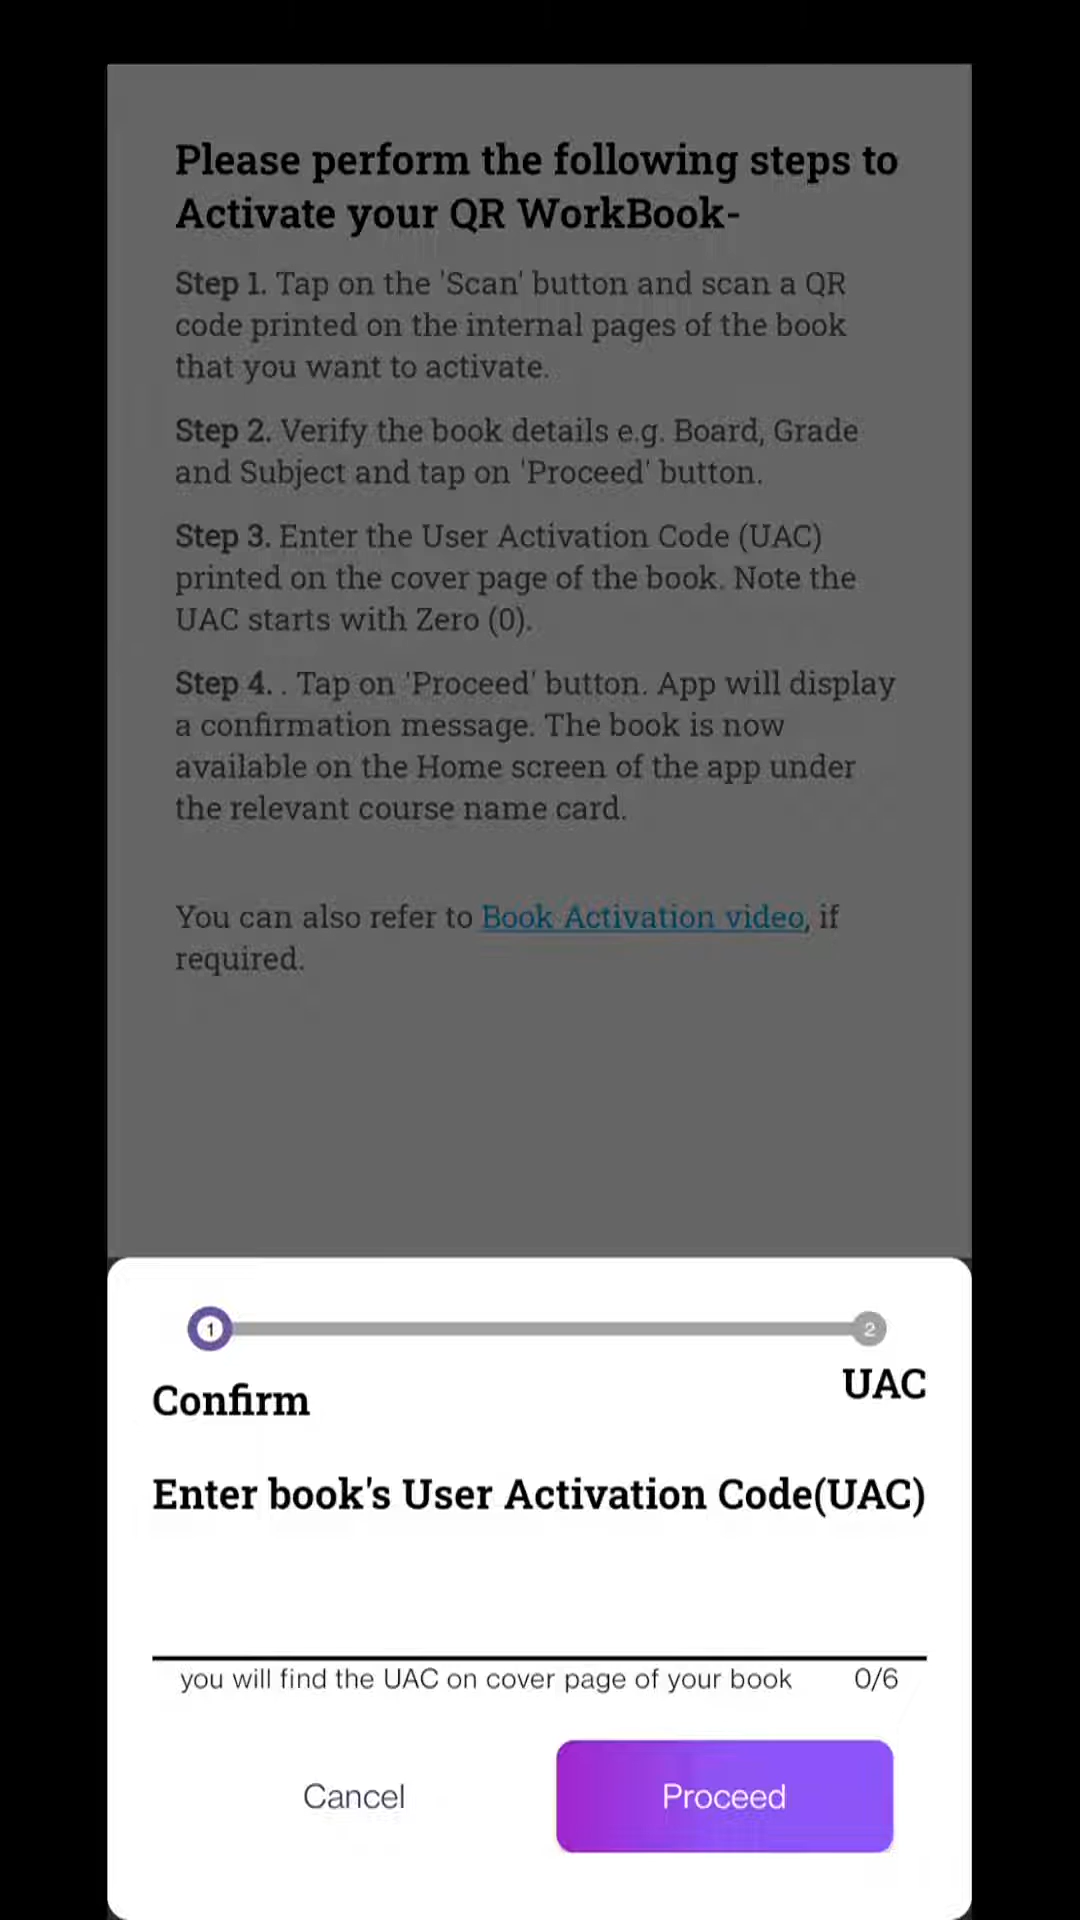 Please perform the following steps to
Activate your QR WorkBook-
Step 1. Tap on the 'Scan' button and scan a QR
code printed on the internal pages of the book
that you want to activate.
Step 2. Verify the book details e.g. Board, Grade
and Subject and tap on 'Proceed' button.
Step 3. Enter the User Activation Code (UAC)
printed on the cover page of the book. Note the
UAC starts with Zero (0).
Step 4. . Tap on 'Proceed' button. App will display
a confirmation message. The book is now
available on the Home screen of the app under
the relevant course name card.
You can also refer to Book Activation video, if
required.
1 2
Confirm UAC
Enter book's User Activation Code(UAC)
you will find the UAC on cover page of your book 0/6
Cancel Proceed